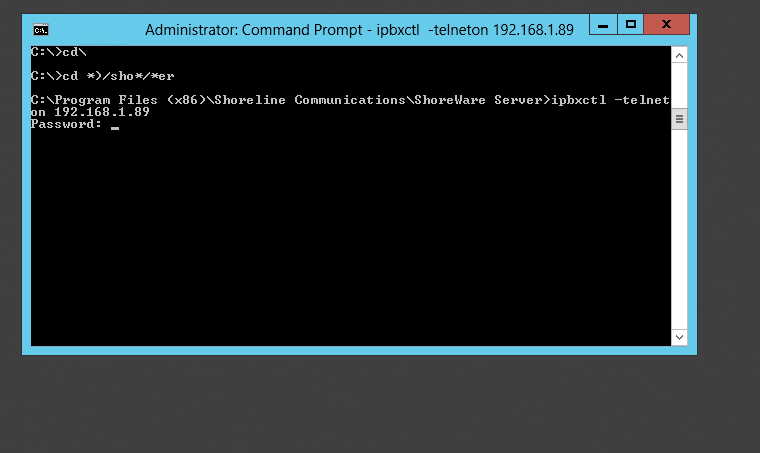 Administrator: Command Prompt - ipbxctl -telneton 192.168.1.89
C:\>cd\
C:\>cd *)/sho*/*er
C:\Program Files (x86)\Shoreline Communications\ShoreWare Server>ipbxctl -telnet
on 192.168.1.89
Password: _